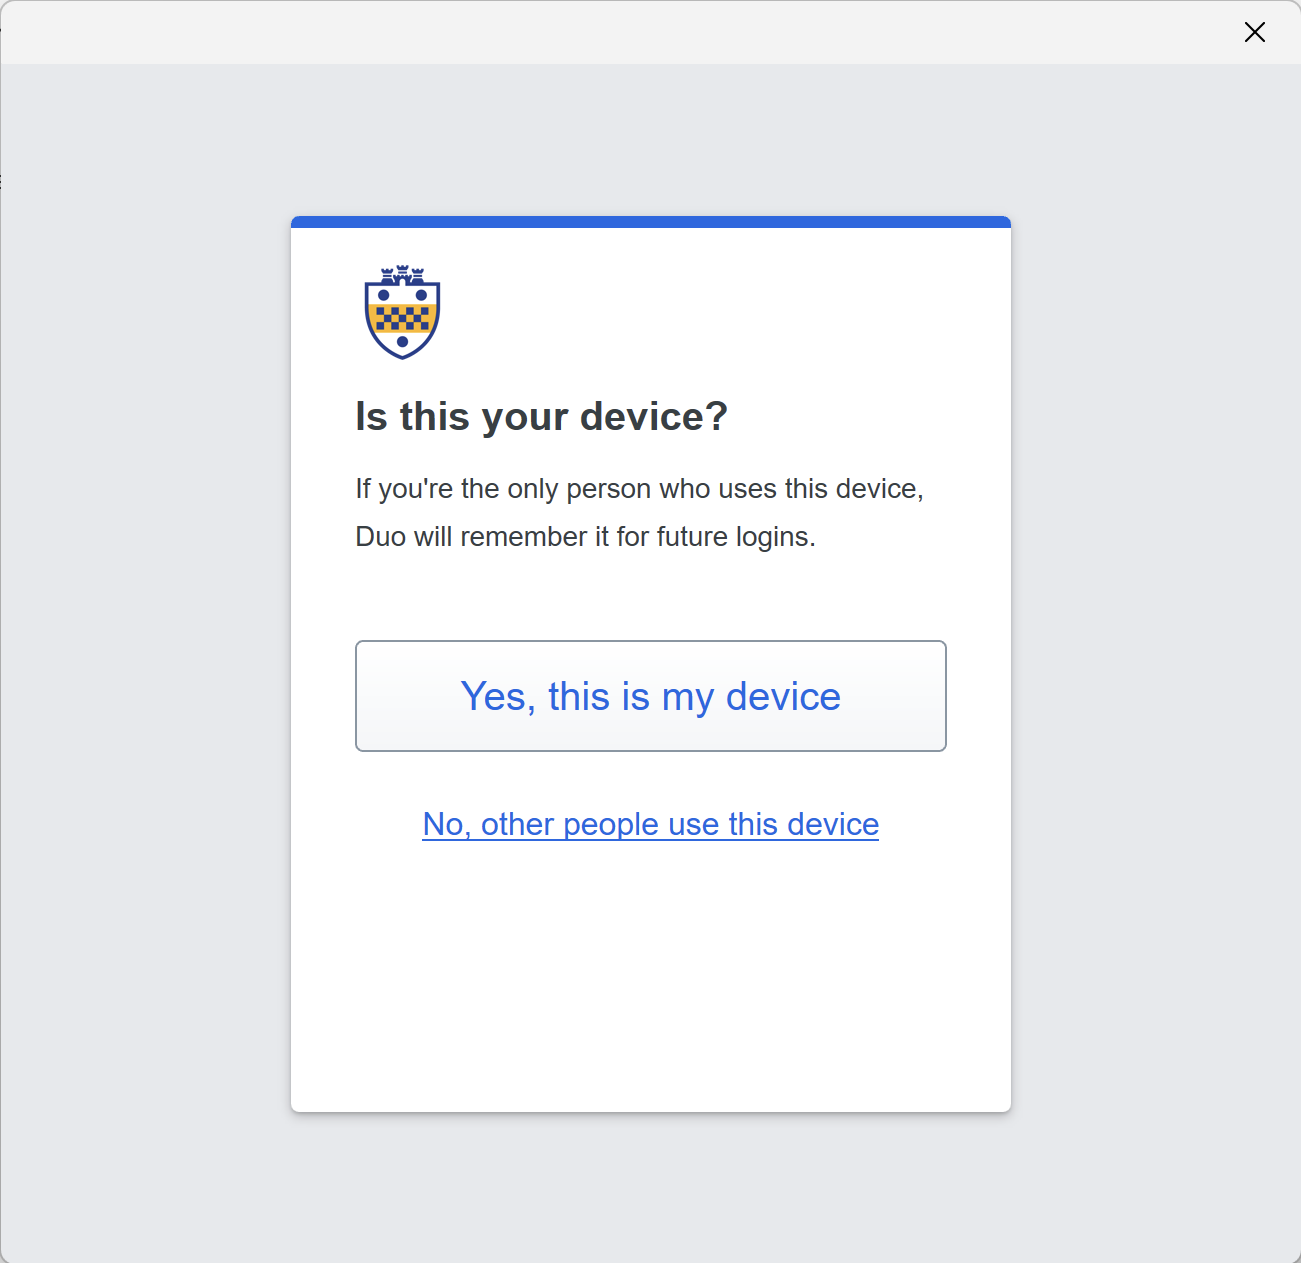 Is this your device?
If you're the only person who uses this device,
Duo will remember it for future logins.
Yes, this is my device
No, other people use this device